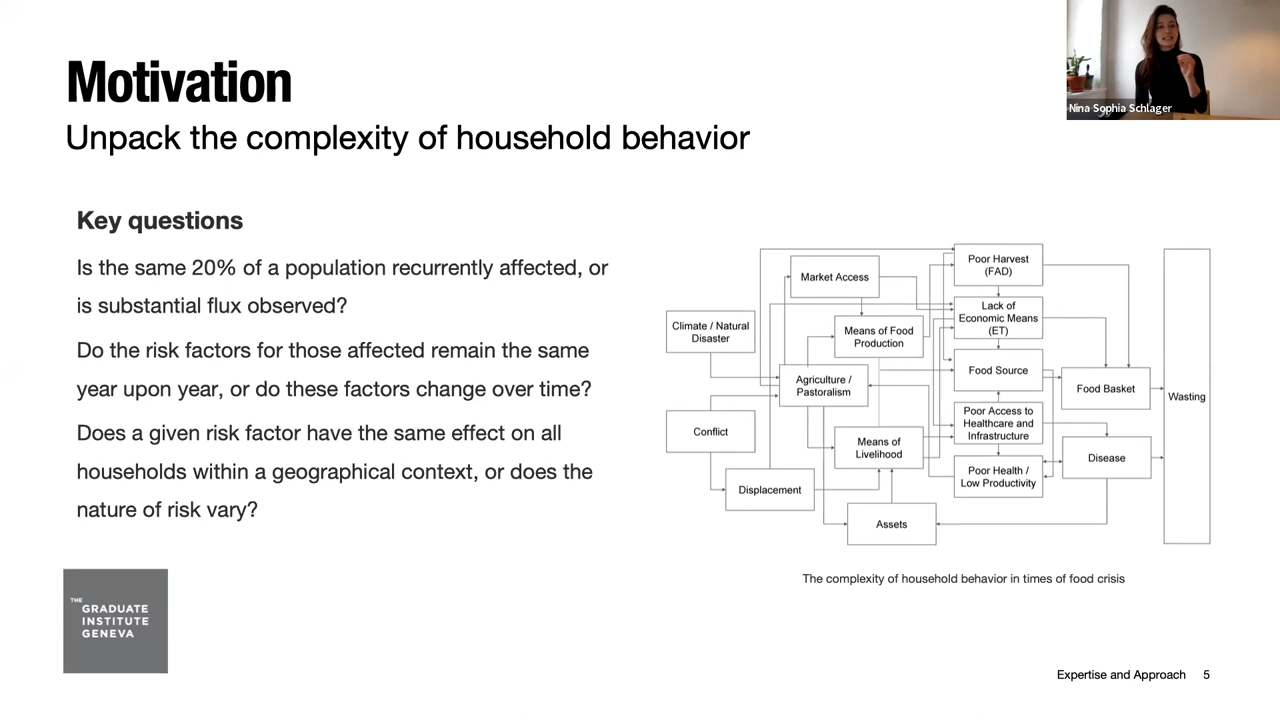 Motivation
Unpack the complexity of household behavior
Nina Sophia Schlager
Key questions
Is the same 20% of a population recurrently affected, or
is substantial flux observed?
Do the risk factors for those affected remain the same
year upon year, or do these factors change over time?
Does a given risk factor have the same effect on all
households within a geographical context, or does the
nature of risk vary?
Climate / Natural
Disaster
Conflict
Displacement
Market Access
Agriculture /
Pastoralism
Means of Food
Production
Means of
Livelihood
Assets
Poor Harvest
(FAD)
Lack of
Economic Means
(ET)
Food Source
Poor Access to
Healthcare and
Infrastructure
Poor Health /
Low Productivity
Food Basket
Disease
Wasting
The complexity of household behavior in times of food crisis
THE
GRADUATE
INSTITUTE
GENEVA
Expertise and Approach 5